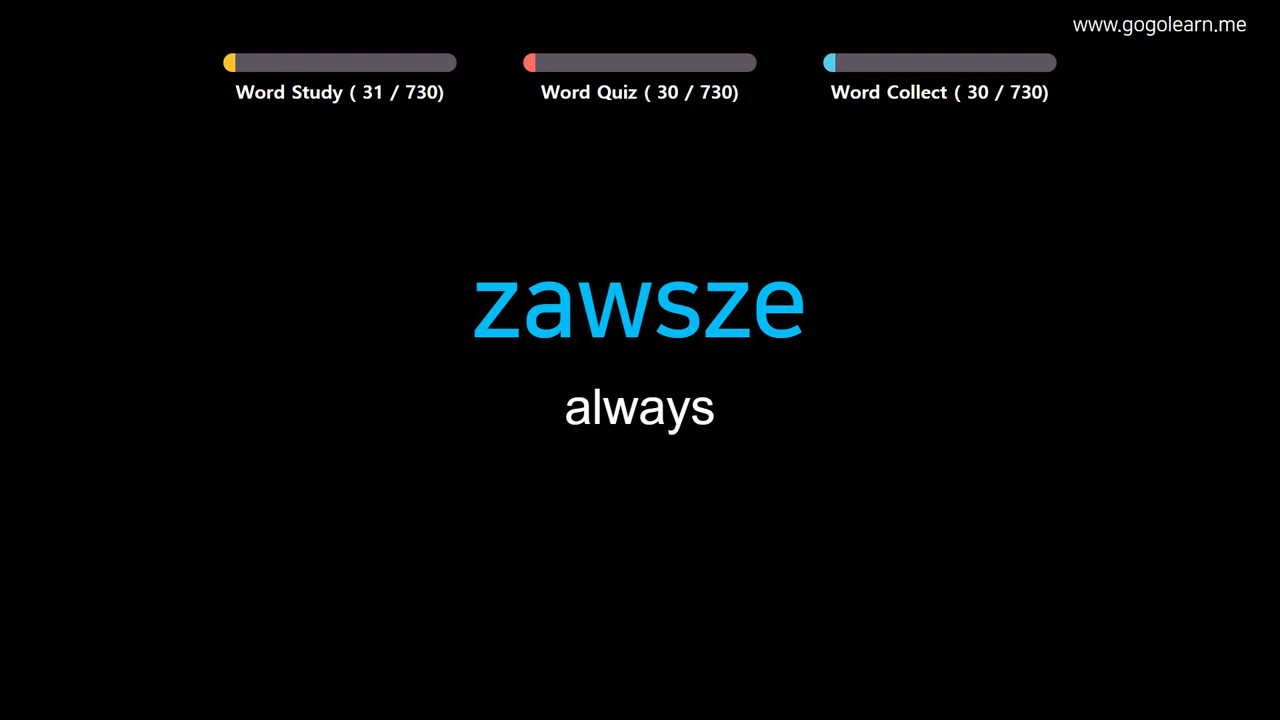 www.gogolearn.me
Word Study ( 31 / 730)
Word Quiz ( 30 / 730)
Word Collect ( 30 / 730)
zawsze
always